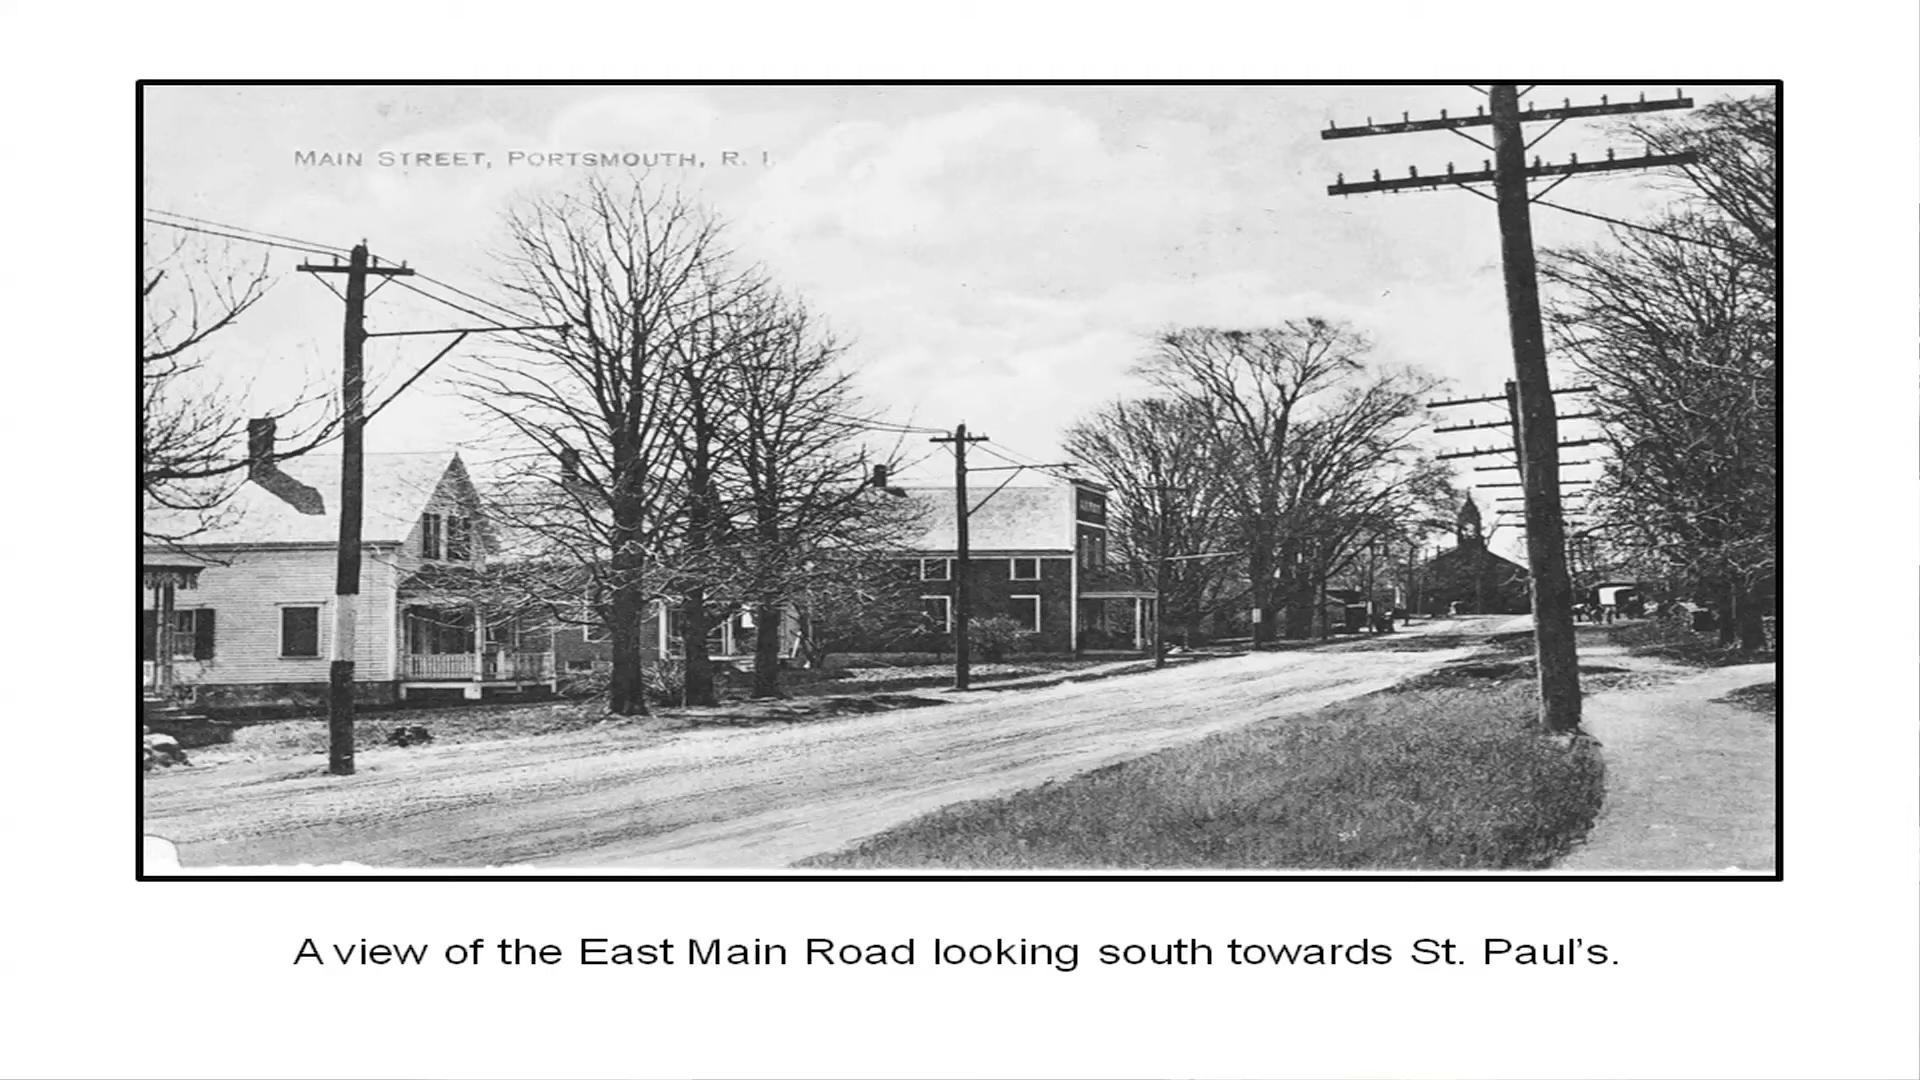 MAIN STREET, PORTSMOUTH, R. I.
A view of the East Main Road looking south towards St. Paul's.